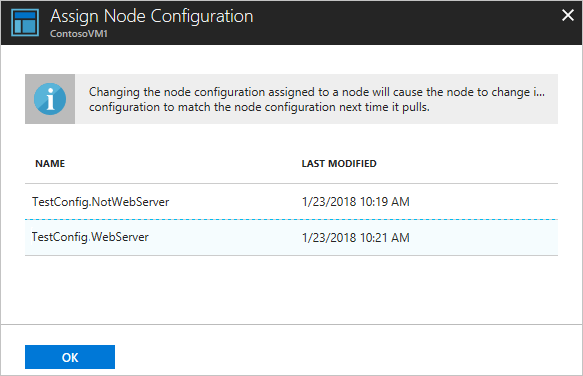 Assign Node Configuration
ContosoVM1
Changing the node configuration assigned to a node will cause the node to change i...
configuration to match the node configuration next time it pulls.
NAME LAST MODIFIED
TestConfig.NotWebServer 1/23/2018 10:19 AM
TestConfig.WebServer 1/23/2018 10:21 AM
OK